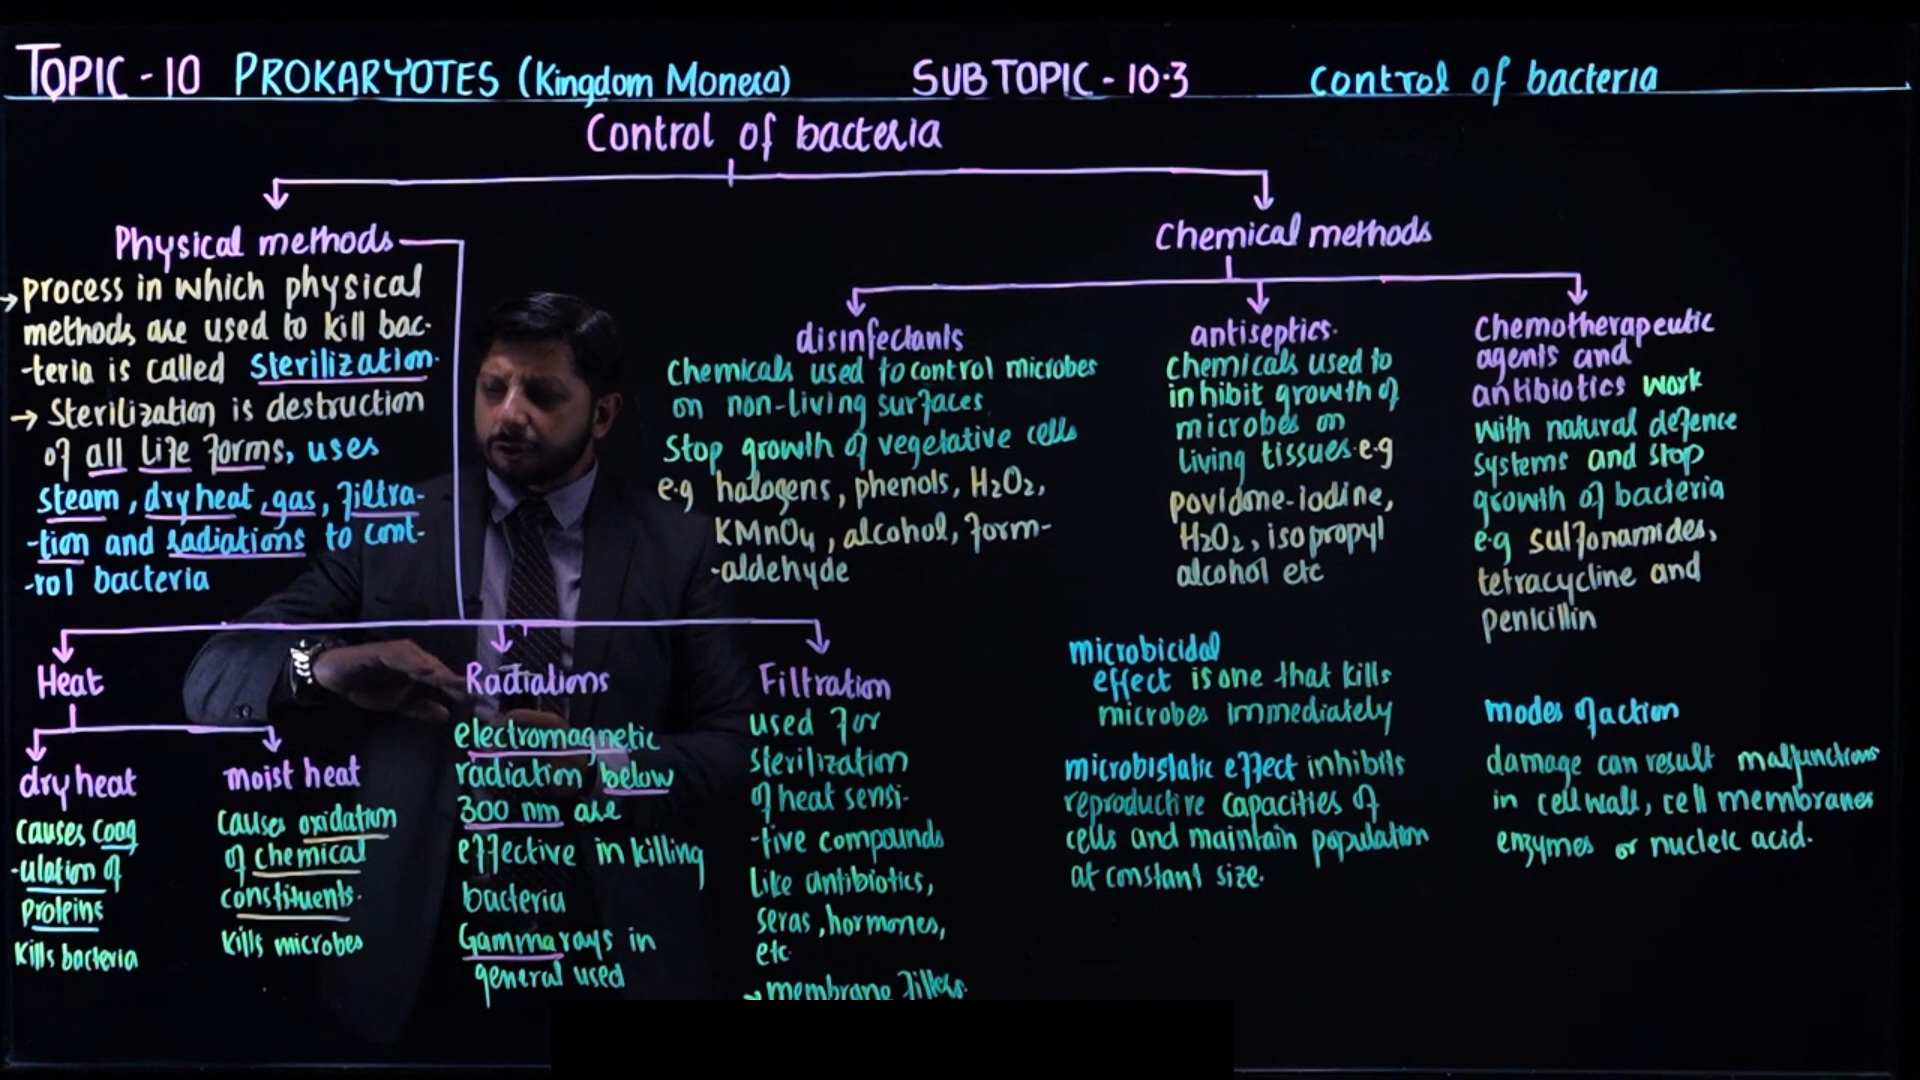 TOPIC - 10 PROKARYOTES (Kingdom Monera) SUBTOPIC - 10.3 Control of bacteria
Control of bacteria
Physical methods
→ process in which physical
methods are used to kill bac-
-teria is called Sterilization.
→ Sterilization is destruction
of all life forms, uses
steam, dry heat, gas, filtra-
-tion and radiations to cont-
-rol bacteria
Heat
dry heat
causes coag
-ulation of
proteins
kills bacteria
moist heat
causes oxidation
of chemical
constituents.
kills microbes
Radiations
electromagnetic
radiation below
300 nm are
effective in killing
bacteria
Gamma rays in
general used
Filtration
used for
sterilization
of heat sensi-
-tive compounds
like antibiotics,
seras, hormones,
etc.
→ membrane filters.
Chemical methods
disinfectants
Chemicals used to control microbes
on non-living surfaces
Stop growth of vegetative cells
e.g halogens, phenols, H2O2,
KMnO4, alcohol, form-
-aldehyde
antiseptics.
Chemicals used to
inhibit growth of
microbes on
living tissues. e.g
povidone-iodine,
H2O2, isopropyl
alcohol etc
Chemotherapeutic
agents and
antibiotics work
with natural defence
systems and stop
growth of bacteria
e.g sulfonamides,
tetracycline and
penicillin
microbicidal
effect is one that kills
microbes immediately
microbistatic effect inhibits
reproductive capacities of
cells and maintain population
at constant size.
modes of action
damage can result malfunctions
in cell wall, cell membranes
enzymes or nucleic acid.